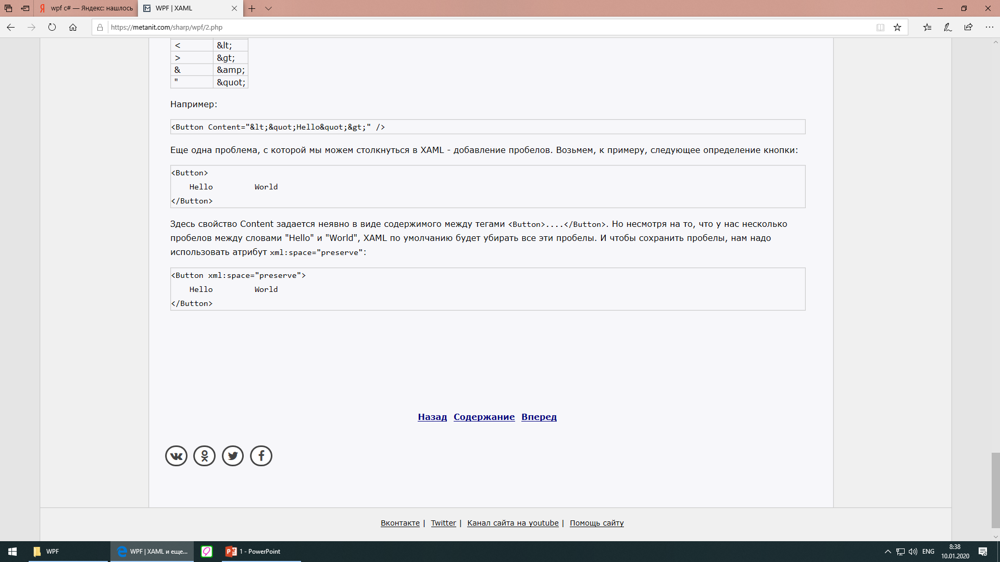 wpf c# — Яндекс: нашлось
WPF | XAML
https://metanit.com/sharp/wpf/2.php
< &lt;
> &gt;
& &amp;
" &quot;
Например:
<Button Content="&lt;&quot;Hello&quot;&gt;" />
Еще одна проблема, с которой мы можем столкнуться в XAML - добавление пробелов. Возьмем, к примеру, следующее определение кнопки:
<Button>
    Hello         World
</Button>
Здесь свойство Content задается неявно в виде содержимого между тегами <Button>....</Button>. Но несмотря на то, что у нас несколько
пробелов между словами "Hello" и "World", XAML по умолчанию будет убирать все эти пробелы. И чтобы сохранить пробелы, нам надо
использовать атрибут xml:space="preserve":
<Button xml:space="preserve">
    Hello         World
</Button>
Назад Содержание Вперед
Вконтакте | Twitter | Канал сайта на youtube | Помощь сайту
WPF
WPF | XAML и еще...
1 - PowerPoint
ENG
8:38
10.01.2020